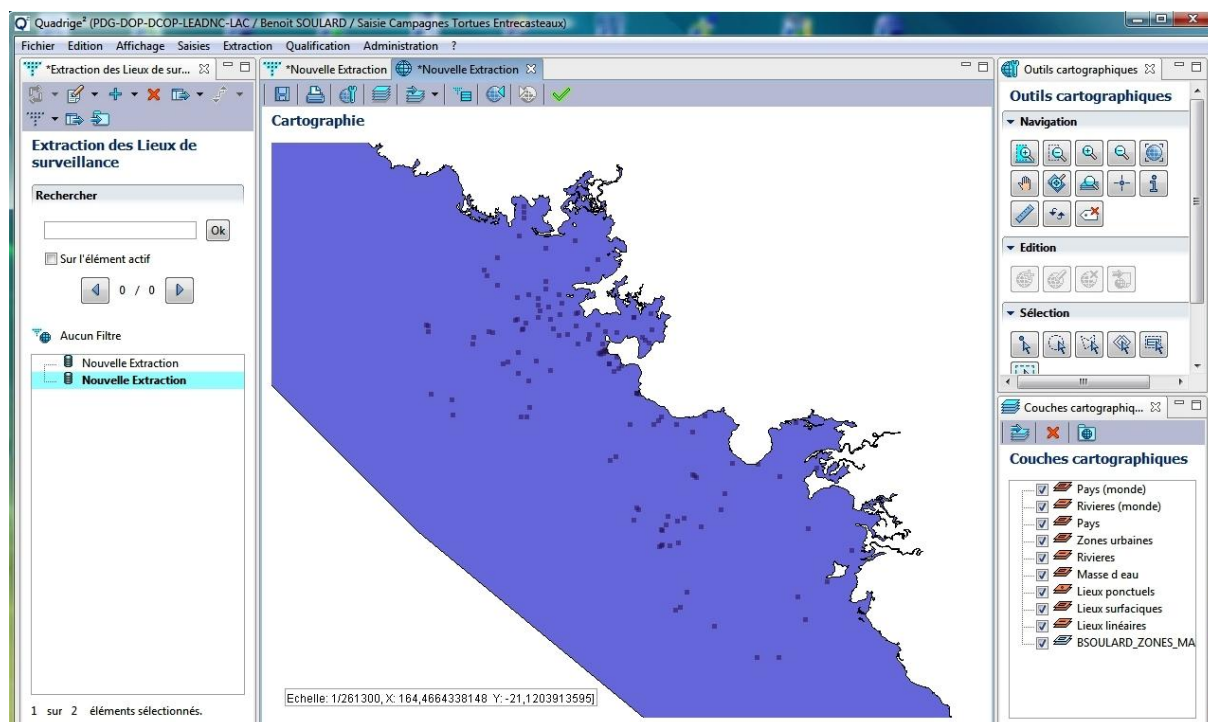 Quadrige² (PDG-DOP-DCOP-LEADNC-LAC / Benoit SOULARD / Saisie Campagnes Tortues Entrecasteaux)
Fichier Edition Affichage Saisies Extraction Qualification Administration ?
*Extraction des Lieux de sur...
*Nouvelle Extraction
*Nouvelle Extraction
Outils cartographiques
Extraction des Lieux de
surveillance
Rechercher
Ok
Sur l'élément actif
0 / 0
Aucun Filtre
Nouvelle Extraction
Nouvelle Extraction
1 sur 2 éléments sélectionnés.
Cartographie
Echelle: 1/261300, X: 164,4664338148 Y: -21,1203913595
Outils cartographiques
Navigation
Edition
Sélection
Couches cartographiq...
Couches cartographiques
Pays (monde)
Rivieres (monde)
Pays
Zones urbaines
Rivieres
Masse d eau
Lieux ponctuels
Lieux surfaciques
Lieux linéaires
BSOULARD_ZONES_MA